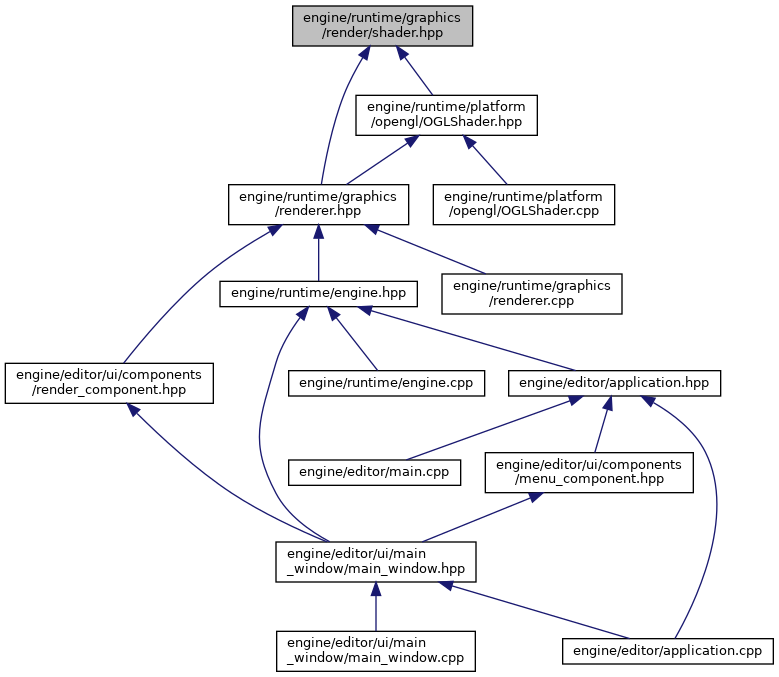 engine/runtime/graphics
/render/shader.hpp
engine/runtime/platform
/opengl/OGLShader.hpp
engine/runtime/graphics
/renderer.hpp
engine/runtime/platform
/opengl/OGLShader.cpp
engine/runtime/engine.hpp
engine/runtime/graphics
/renderer.cpp
engine/editor/ui/components
/render_component.hpp
engine/runtime/engine.cpp
engine/editor/application.hpp
engine/editor/main.cpp
engine/editor/ui/components
/menu_component.hpp
engine/editor/ui/main
_window/main_window.hpp
engine/editor/ui/main
_window/main_window.cpp
engine/editor/application.cpp